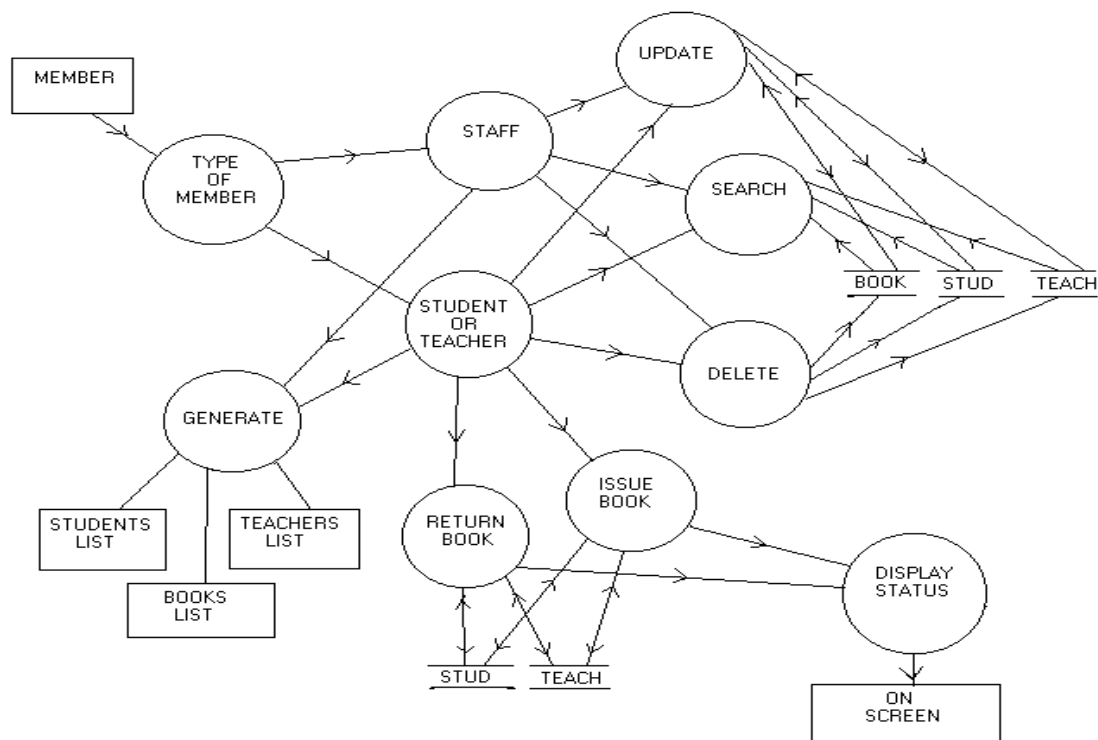 UPDATE
MEMBER
STAFF
TYPE
OF
MEMBER
SEARCH
BOOK
STUD
TEACH
STUDENT
OR
TEACHER
DELETE
GENERATE
ISSUE
BOOK
STUDENTS
LIST
TEACHERS
LIST
RETURN
BOOK
BOOKS
LIST
DISPLAY
STATUS
STUD
TEACH
ON
SCREEN